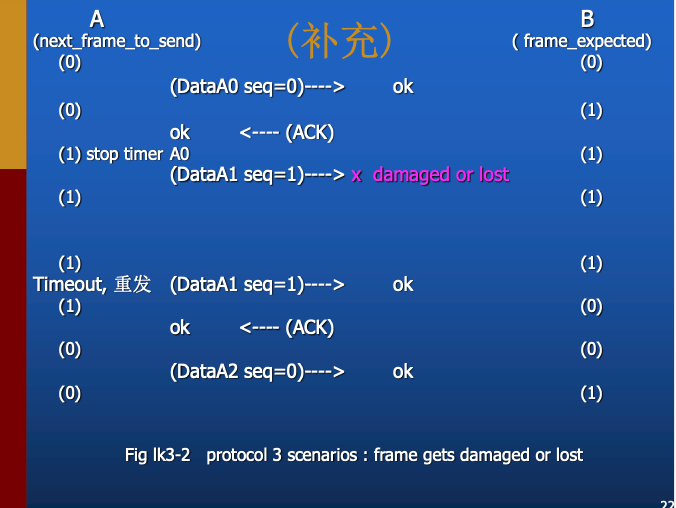 A (补充) B
(next_frame_to_send) ( frame_expected)
(0) (0)
(DataA0 seq=0)----> ok
(0) (1)
ok <---- (ACK)
(1) stop timer A0 (1)
(DataA1 seq=1)----> x damaged or lost
(1) (1)
(1) (1)
Timeout, 重发 (DataA1 seq=1)----> ok
(1) (0)
ok <---- (ACK)
(0) (0)
(DataA2 seq=0)----> ok
(0) (1)
Fig lk3-2 protocol 3 scenarios : frame gets damaged or lost
22